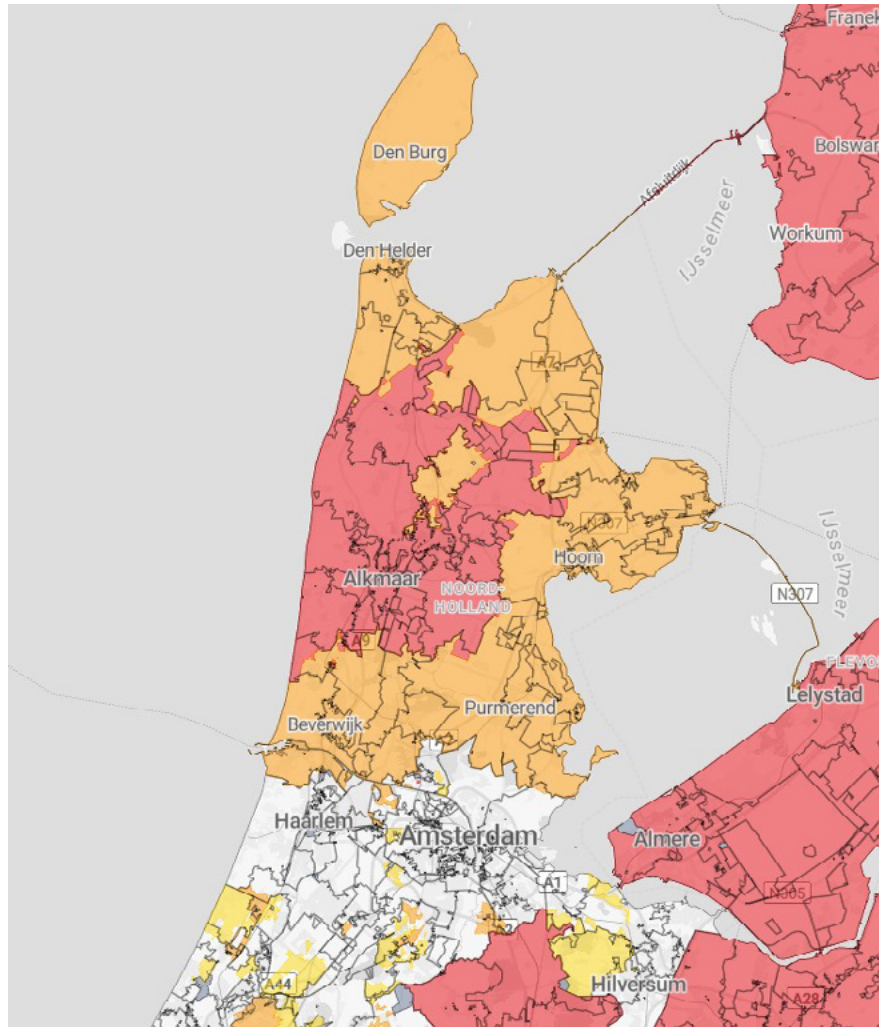 Franek
Den Burg
Bolswar
Afsluitdijk
IJsselmeer
Workum
Den Helder
A7
N307
Hoorn
IJsselmeer
Alkmaar
NOORD-
HOLLAND
N307
A9
FLEVO
Lelystad
Purmerend
Beverwijk
Haarlem
Amsterdam
Almere
A1
N305
A44
Hilversum
A28